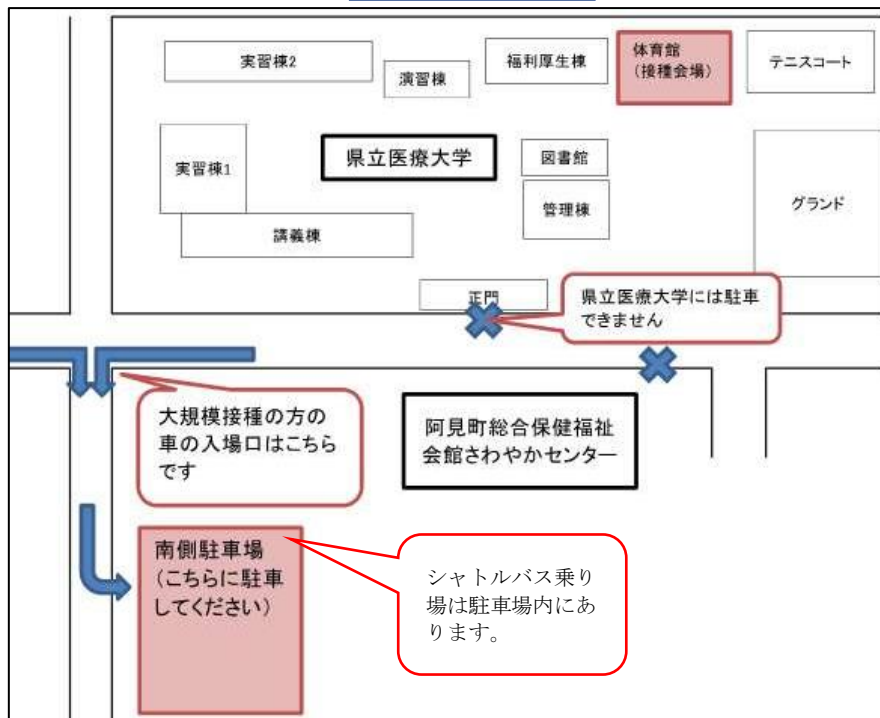 実習棟2
演習棟
福利厚生棟
体育館
(接種会場)
テニスコート
実習棟1
県立医療大学
図書館
管理棟
グランド
講義棟
正門
県立医療大学には駐車
できません
大規模接種の方の
車の入場口はこちら
です
阿見町総合保健福祉
会館さわやかセンター
南側駐車場
(こちらに駐車
してください)
シャトルバス乗り
場は駐車場内にあ
ります。